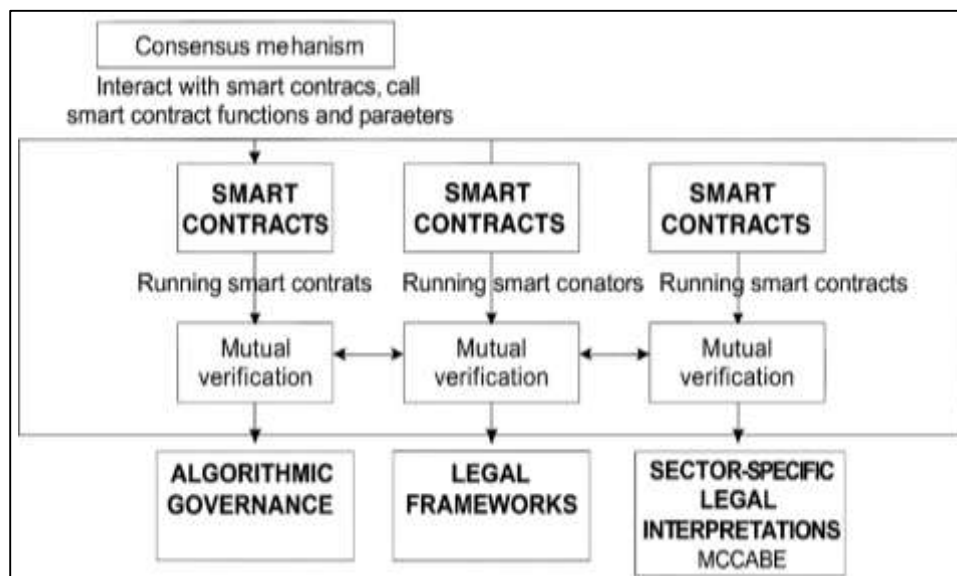 Consensus mehanism
Interact with smart contracs, call
smart contract functions and paraeters
SMART
CONTRACTS
SMART
CONTRACTS
SMART
CONTRACTS
Running smart contrats
Running smart conators
Running smart contracts
Mutual
verification
Mutual
verification
Mutual
verification
ALGORITHMIC
GOVERNANCE
LEGAL
FRAMEWORKS
SECTOR-SPECIFIC
LEGAL
INTERPRETATIONS
MCCABE